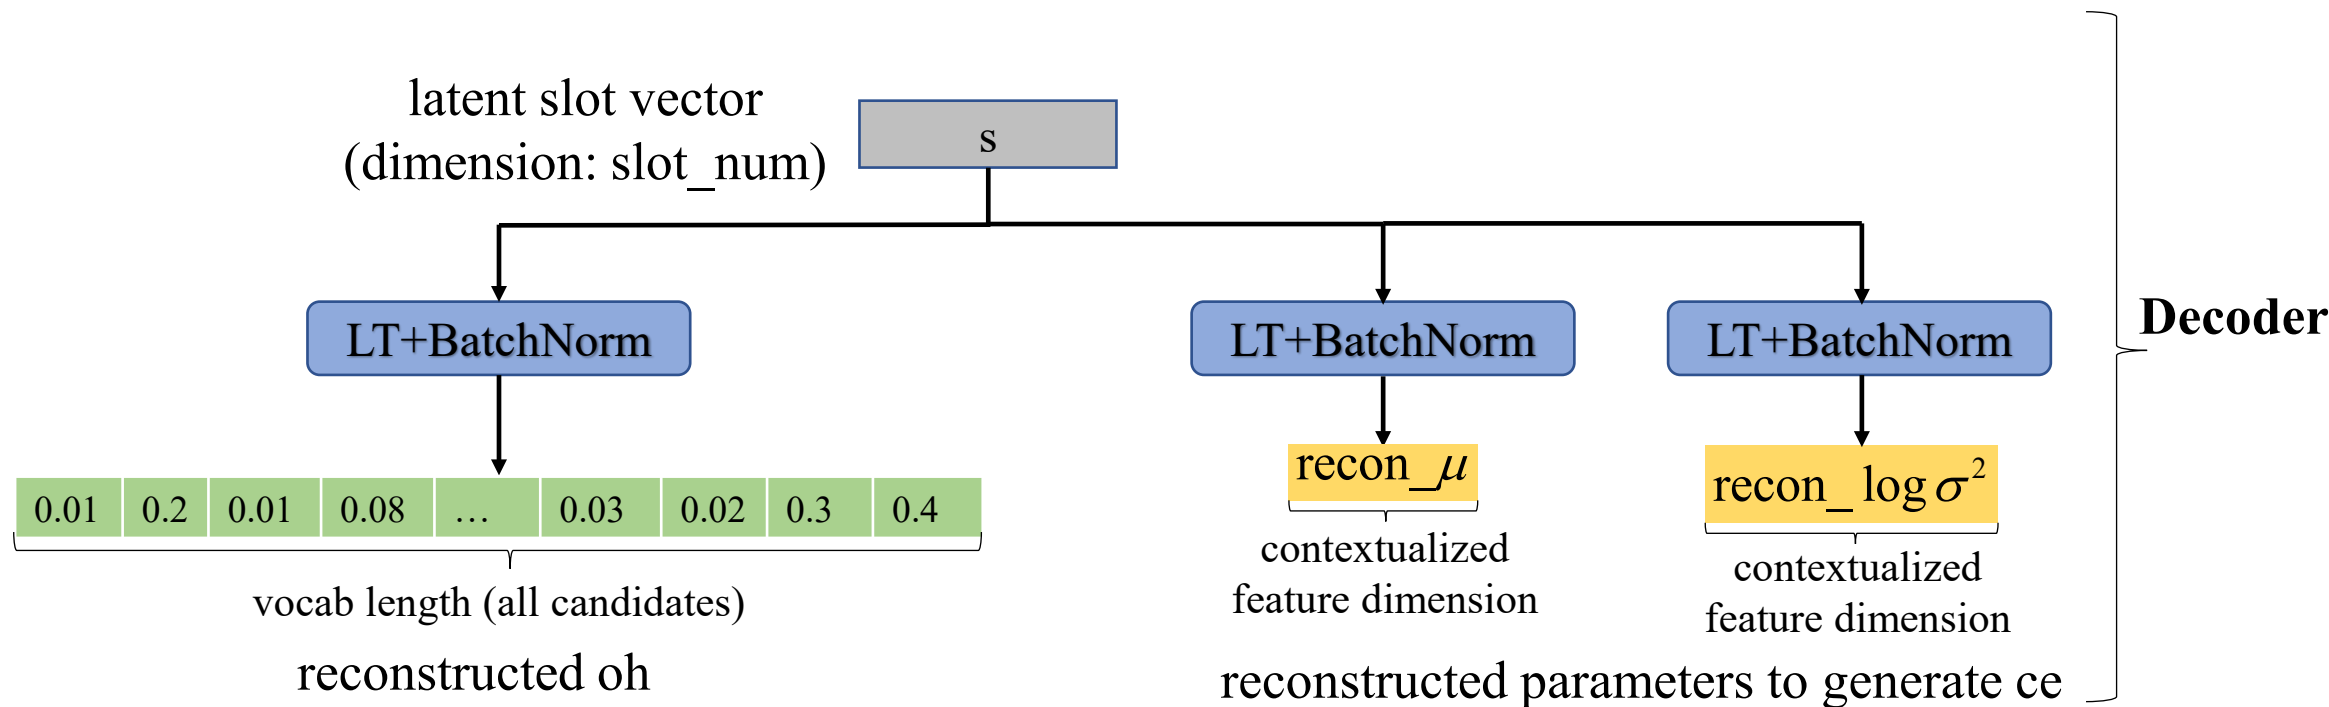 latent slot vector
(dimension: slot_num)
s
LT+BatchNorm
LT+BatchNorm
LT+BatchNorm
Decoder
0.01 0.2 0.01 0.08 … 0.03 0.02 0.3 0.4
recon_μ
recon_log σ²
vocab length (all candidates)
contextualized
feature dimension
contextualized
feature dimension
reconstructed oh
reconstructed parameters to generate ce